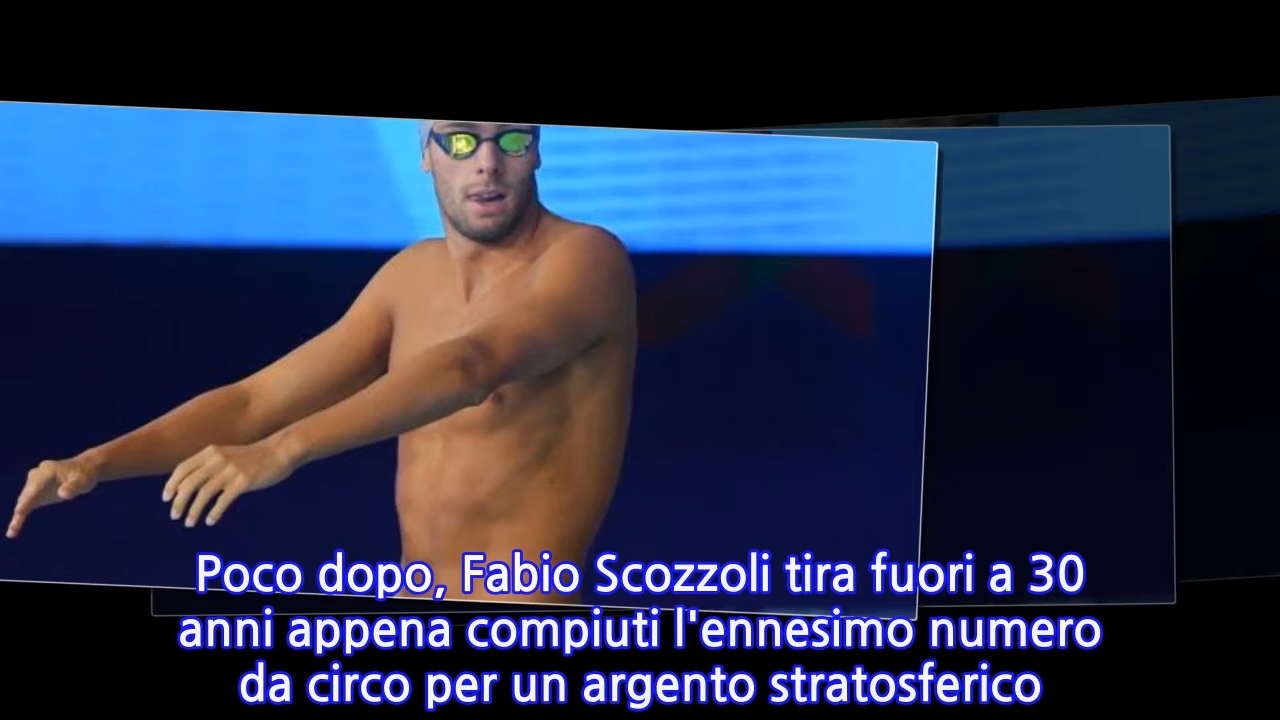 Poco dopo, Fabio Scozzoli tira fuori a 30
anni appena compiuti l'ennesimo numero
da circo per un argento stratosferico